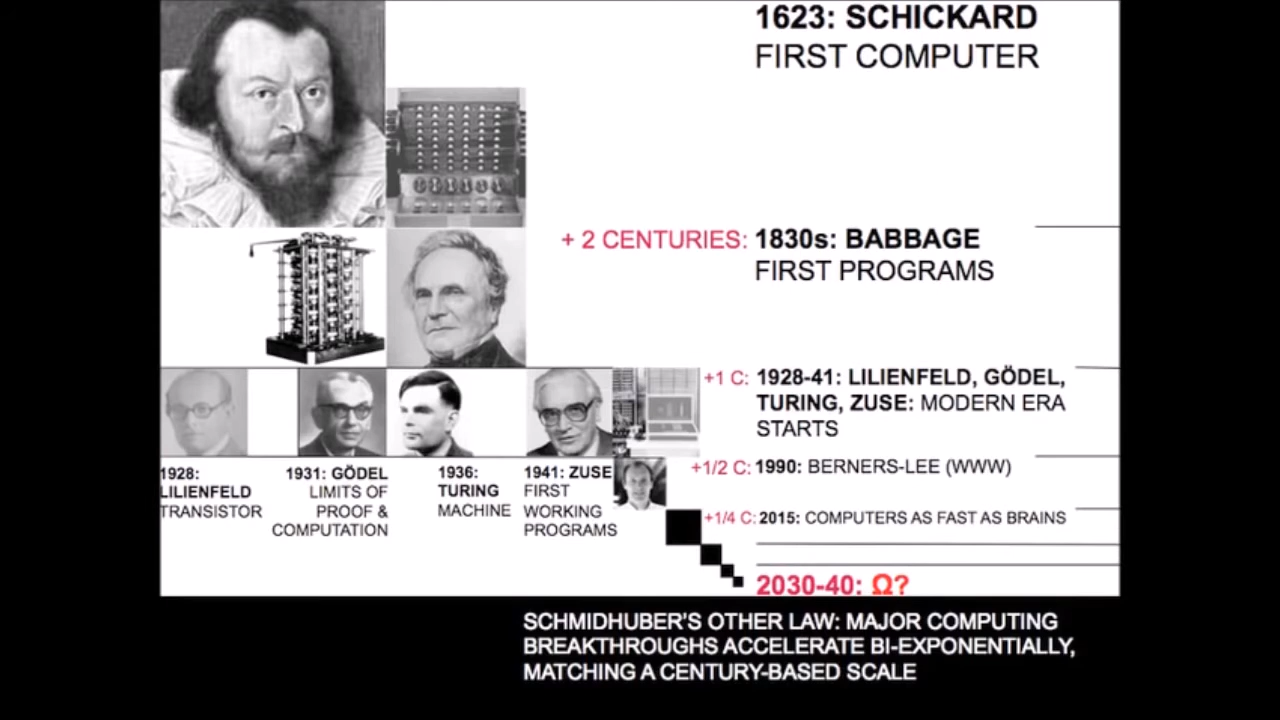 1623: SCHICKARD
FIRST COMPUTER
+ 2 CENTURIES: 1830s: BABBAGE
FIRST PROGRAMS
+1 C: 1928-41: LILIENFELD, GÖDEL,
TURING, ZUSE: MODERN ERA
STARTS
1928:
LILIENFELD
TRANSISTOR
1931: GÖDEL
LIMITS OF
PROOF &
COMPUTATION
1936:
TURING
MACHINE
1941: ZUSE
FIRST
WORKING
PROGRAMS
+1/2 C: 1990: BERNERS-LEE (WWW)
+1/4 C: 2015: COMPUTERS AS FAST AS BRAINS
2030-40: Ω?
SCHMIDHUBER'S OTHER LAW: MAJOR COMPUTING
BREAKTHROUGHS ACCELERATE BI-EXPONENTIALLY,
MATCHING A CENTURY-BASED SCALE